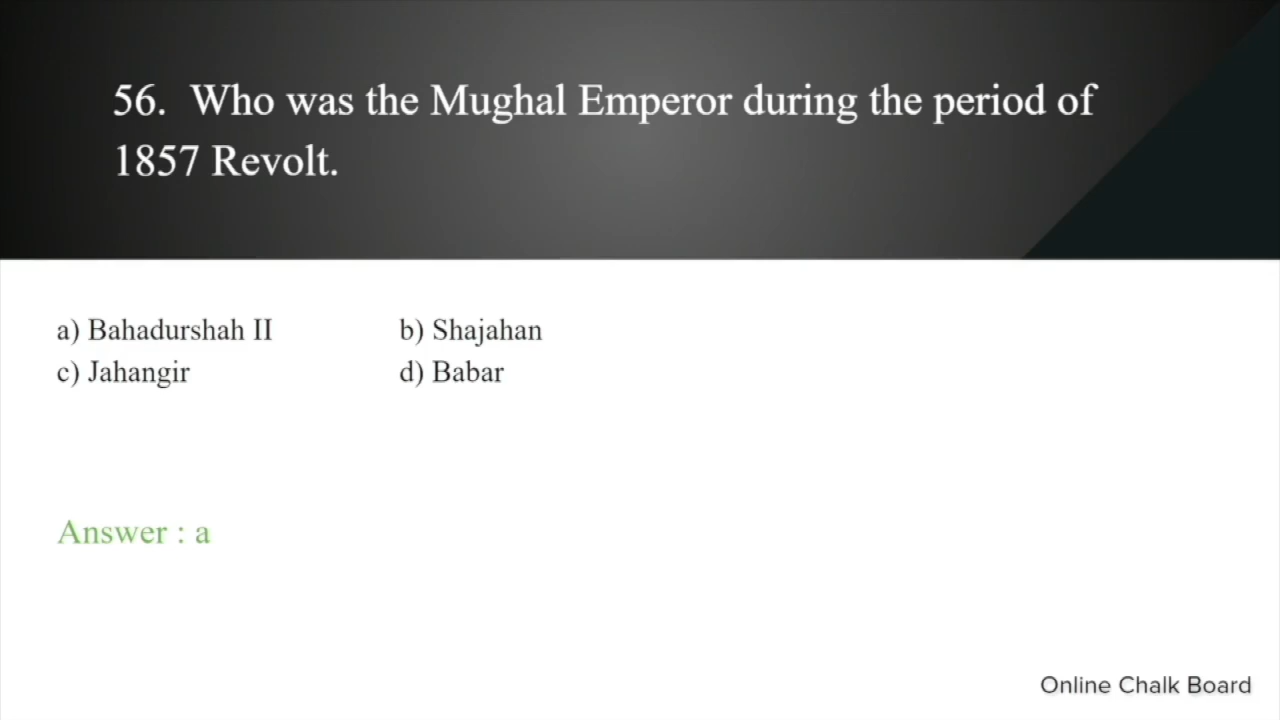 56. Who was the Mughal Emperor during the period of
1857 Revolt.
a) Bahadurshah II b) Shajahan
c) Jahangir d) Babar
Answer : a
Online Chalk Board